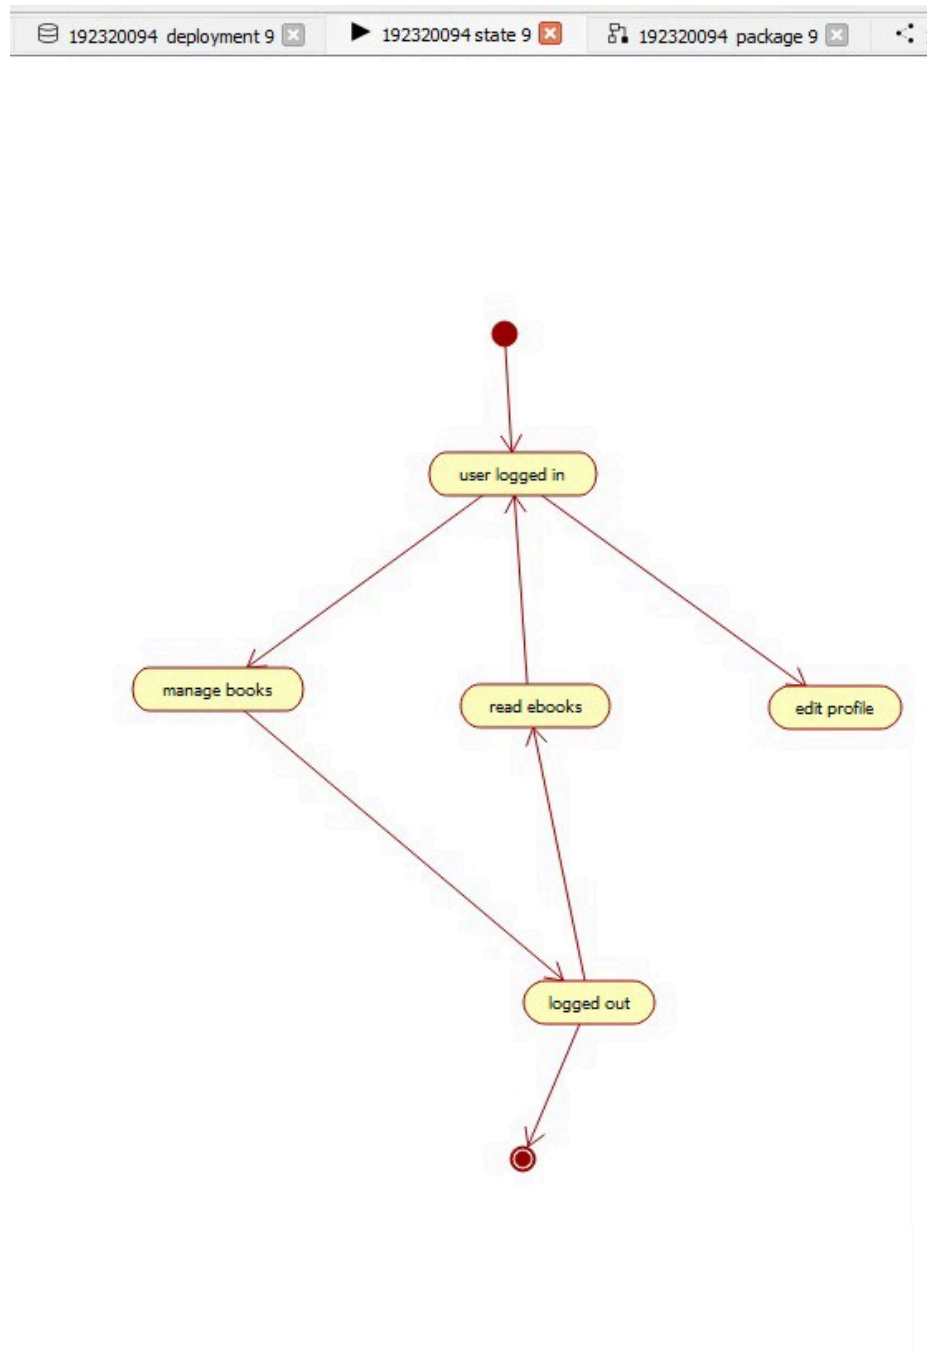 192320094 deployment 9
192320094 state 9
192320094 package 9
user logged in
manage books
read ebooks
edit profile
logged out